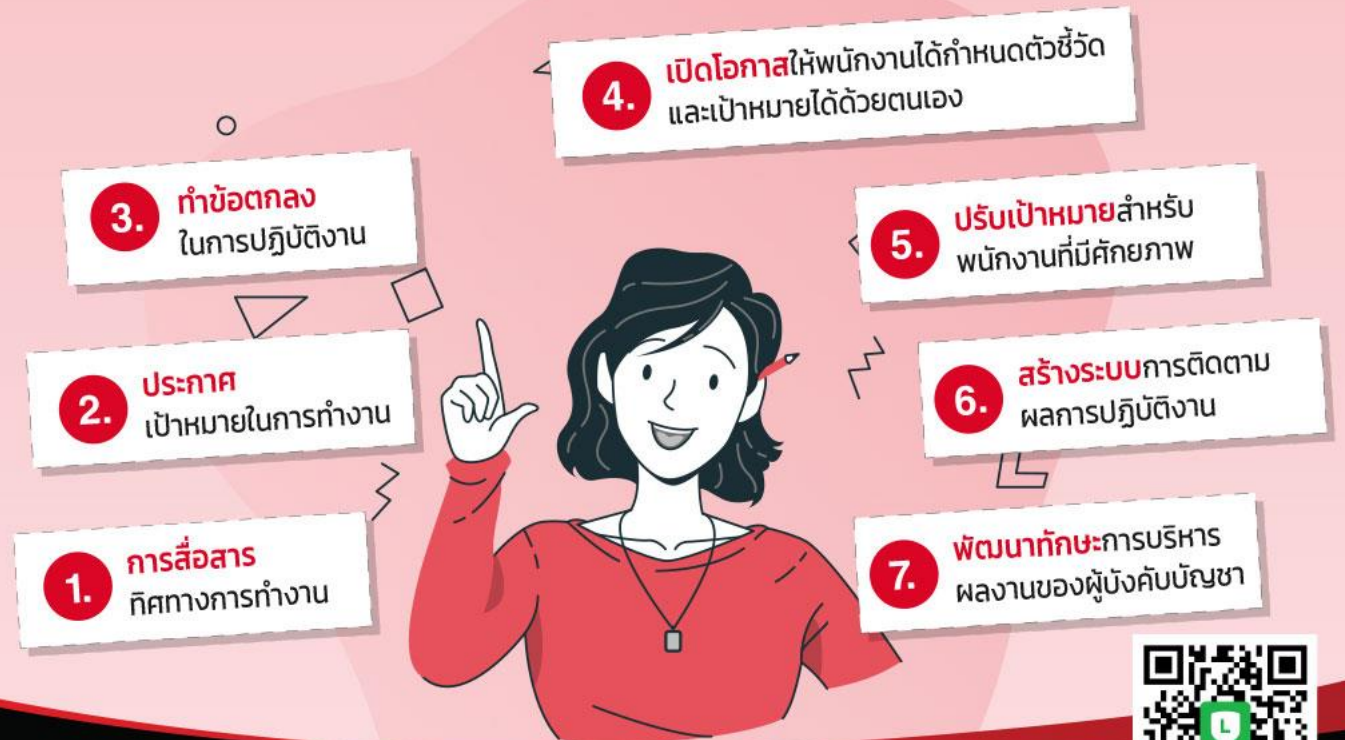 1.
การสื่อสาร
ทิศทางการทำงาน
2.
ประกาศ
เป้าหมายในการทำงาน
3.
ทำข้อตกลง
ในการปฏิบัติงาน
4.
เปิดโอกาสให้พนักงานได้กำหนดตัวชี้วัด
และเป้าหมายได้ด้วยตนเอง
5.
ปรับเป้าหมายสำหรับ
พนักงานที่มีศักยภาพ
6.
สร้างระบบการติดตาม
ผลการปฏิบัติงาน
7.
พัฒนาทักษะการบริหาร
ผลงานของผู้บังคับบัญชา
L